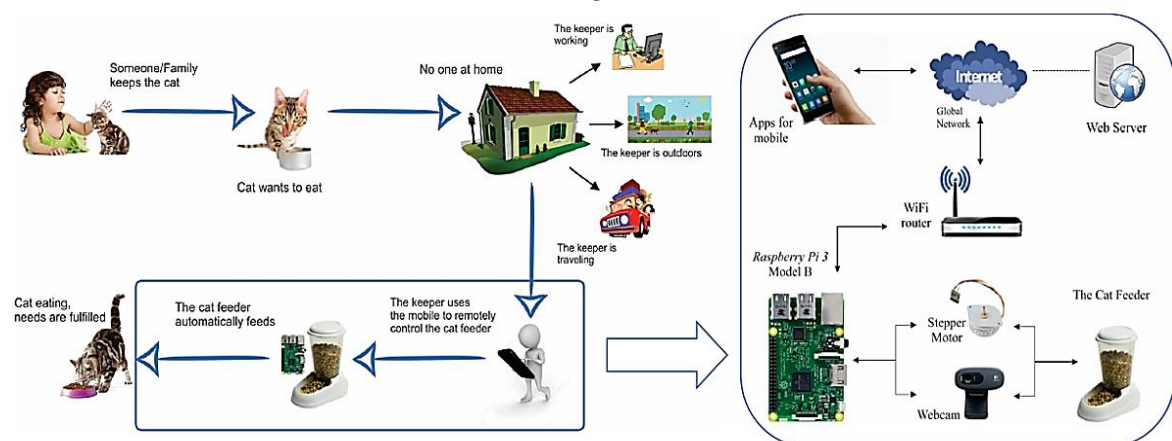 Someone/Family
keeps the cat
Cat wants to eat
No one at home
The keeper is
working
The keeper is outdoors
The keeper is
traveling
The keeper uses
the mobile to remotely
control the cat feeder
The cat feeder
automatically feeds
Cat eating,
needs are fulfilled
Apps for
mobile
Internet
Global
Network
Web Server
WiFi
router
Raspberry Pi 3
Model B
Stepper
Motor
Webcam
The Cat Feeder